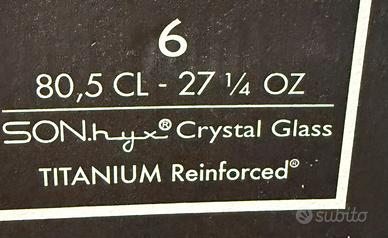 6
80,5 CL - 27 ¼ OZ
SON.hyx® Crystal Glass
TITANIUM Reinforced®
subito